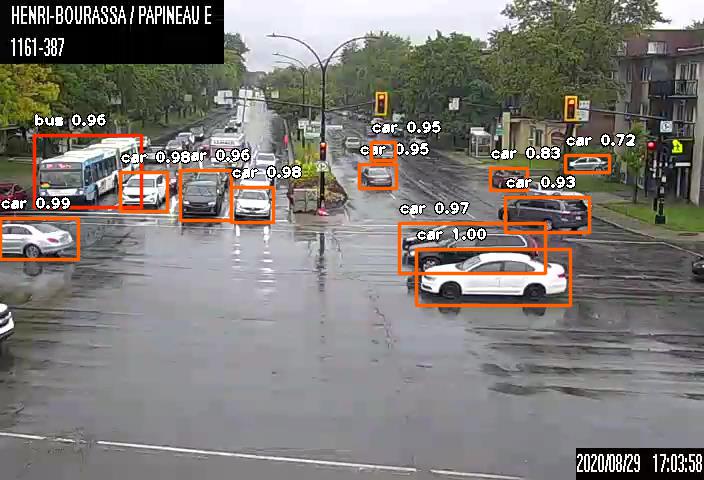 HENRI-BOURASSA / PAPINEAU E
1161-387
bus 0.96
car 0.98
car 0.96
car 0.98
car 0.99
car 0.95
car 0.95
car 0.72
car 0.83
car 0.93
car 0.97
car 1.00
2020/08/29 17:03:58